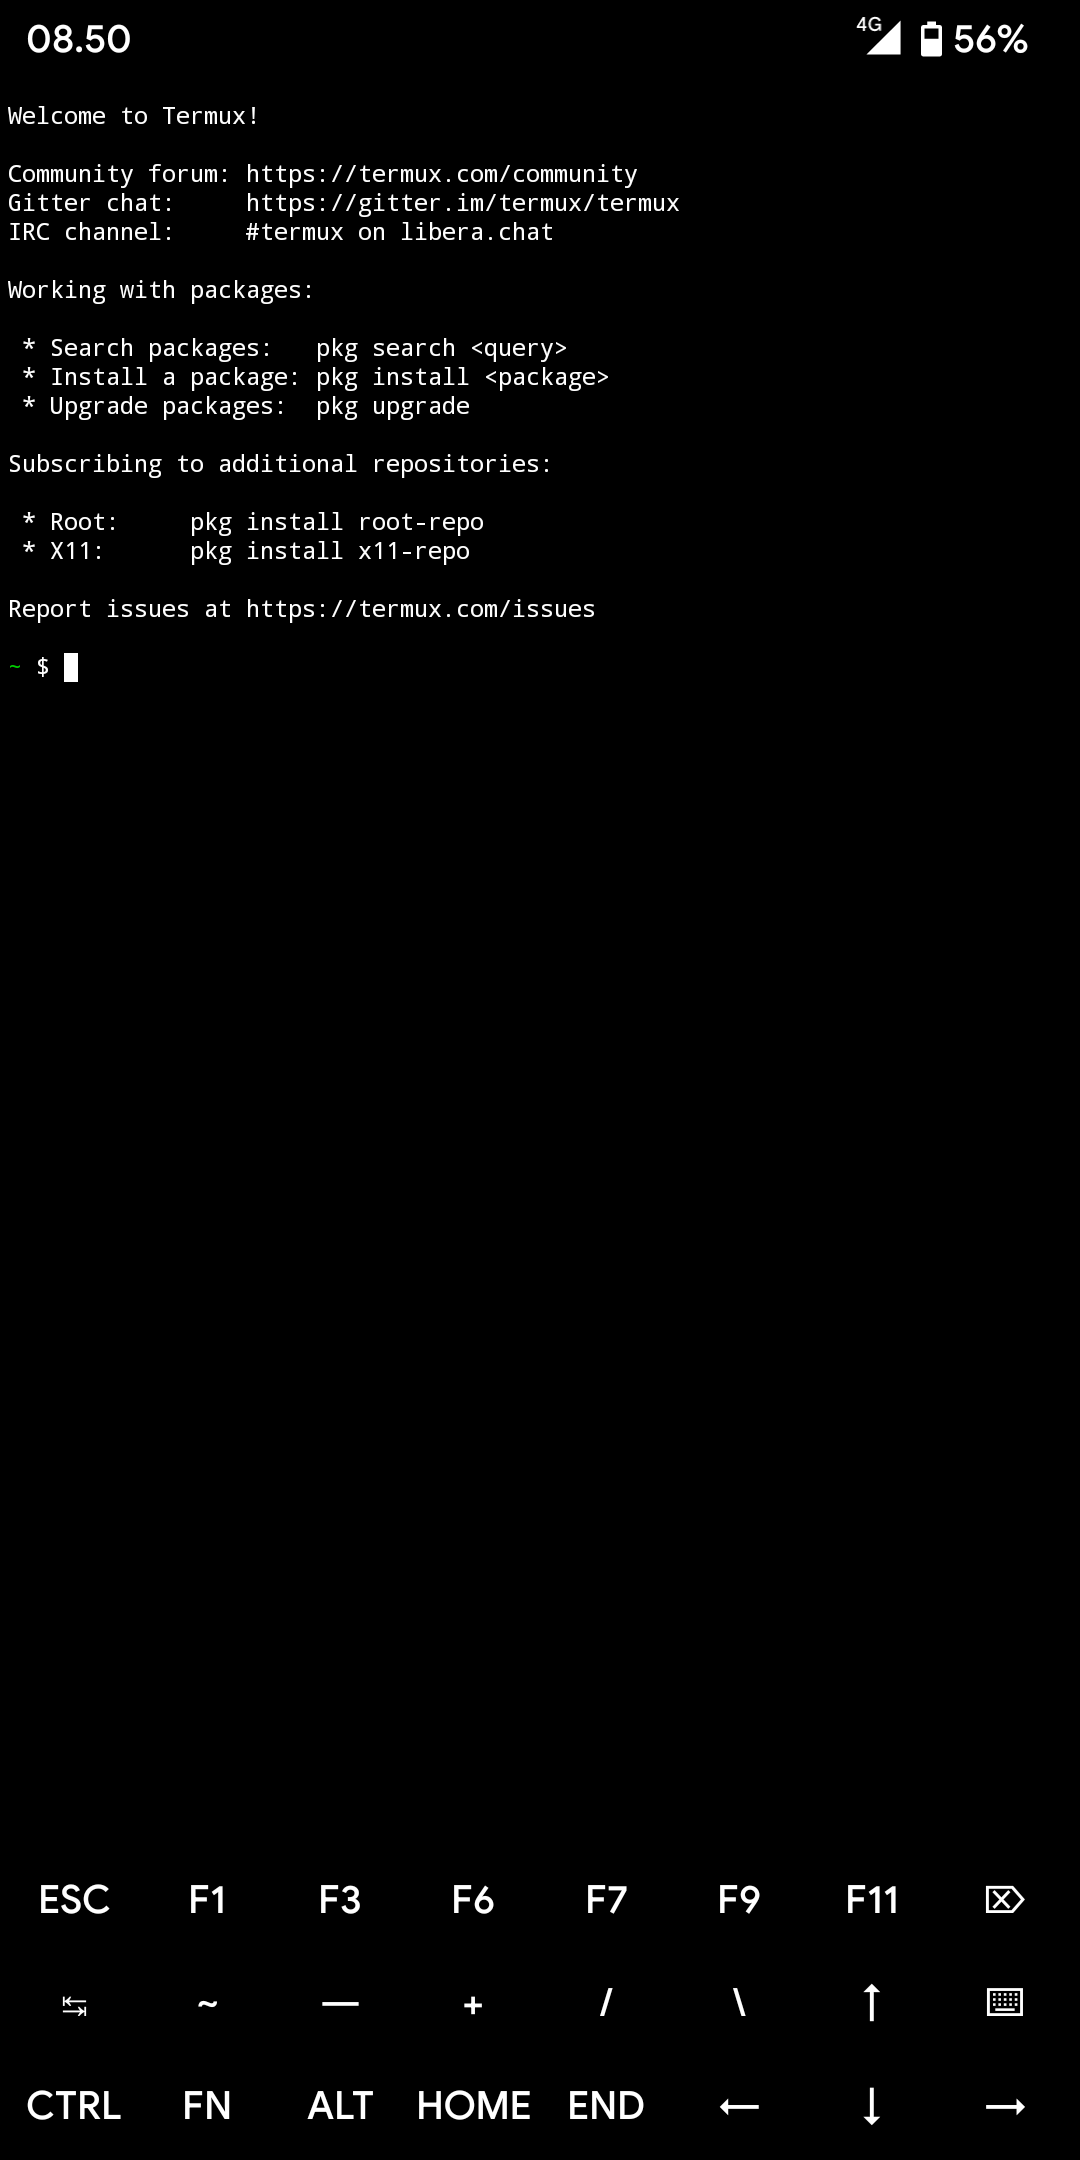 08.50 4G 56%
Welcome to Termux!
Community forum: https://termux.com/community
Gitter chat:     https://gitter.im/termux/termux
IRC channel:     #termux on libera.chat
Working with packages:
 * Search packages:   pkg search <query>
 * Install a package: pkg install <package>
 * Upgrade packages:  pkg upgrade
Subscribing to additional repositories:
 * Root:     pkg install root-repo
 * X11:      pkg install x11-repo
Report issues at https://termux.com/issues
~ $
ESC F1 F3 F6 F7 F9 F11 ⌦
↹ ~ — + / \ ↑ ⌨
CTRL FN ALT HOME END ← ↓ →